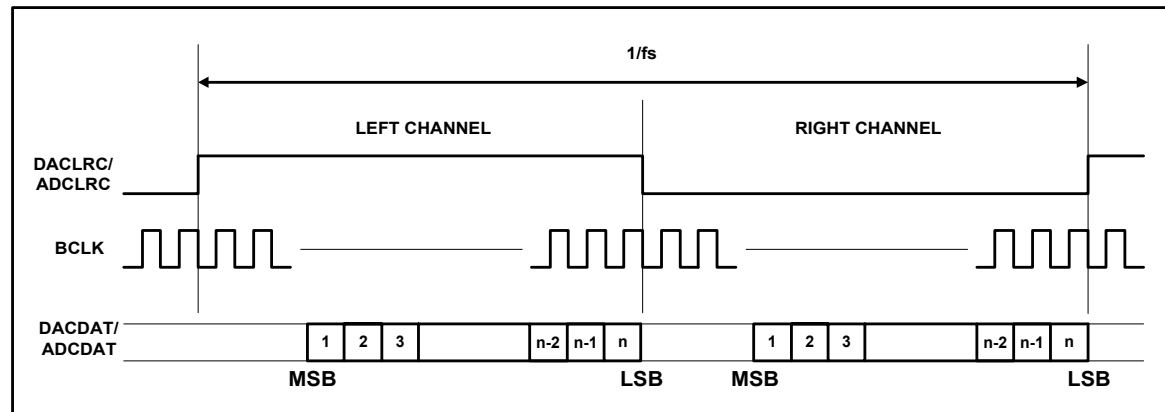 1/fs
LEFT CHANNEL
RIGHT CHANNEL
DACLRC/
ADCLRC
BCLK
DACDAT/
ADCDAT
1 2 3 n-2 n-1 n 1 2 3 n-2 n-1 n
MSB LSB MSB LSB